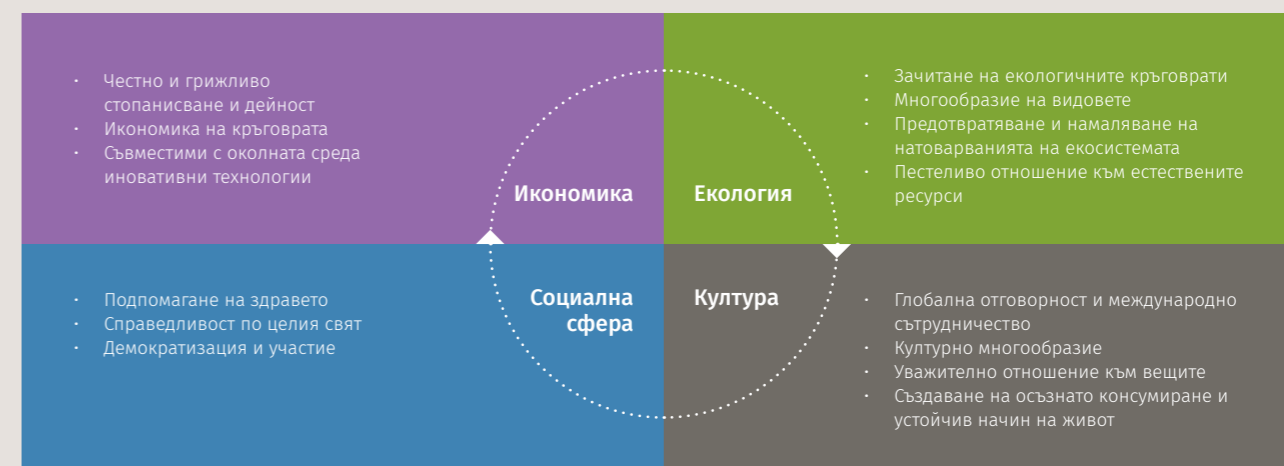 · Честно и грижливо
стопанисване и дейност
· Икономика на кръговрата
· Съвместими с околната среда
иновативни технологии
Икономика
Екология
· Зачитане на екологичните кръговрати
· Многообразие на видовете
· Предотвратяване и намаляване на
натоварванията на екосистемата
· Пестеливо отношение към естествените
ресурси
· Подпомагане на здравето
· Справедливост по целия свят
· Демократизация и участие
Социална
сфера
Култура
· Глобална отговорност и международно
сътрудничество
· Културно многообразие
· Уважително отношение към вещите
· Създаване на осъзнато консумиране и
устойчив начин на живот